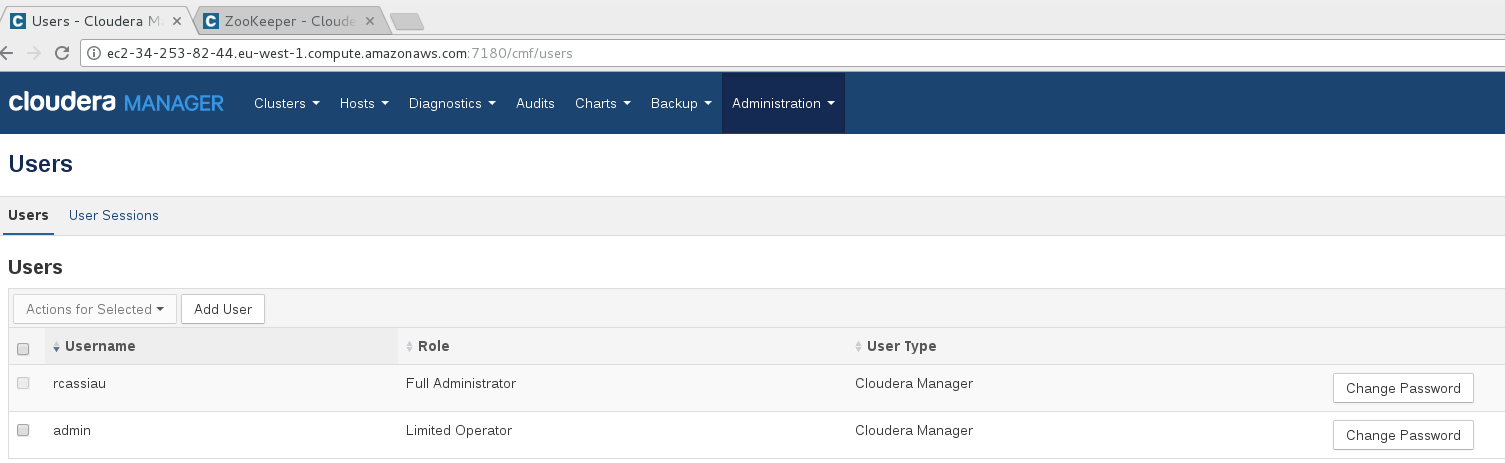 Users - Cloudera Ma ZooKeeper - Cloude
ec2-34-253-82-44.eu-west-1.compute.amazonaws.com:7180/cmf/users
cloudera MANAGER Clusters Hosts Diagnostics Audits Charts Backup Administration
Users
Users User Sessions
Users
Actions for Selected Add User
Username Role User Type
rcassiau Full Administrator Cloudera Manager Change Password
admin Limited Operator Cloudera Manager Change Password